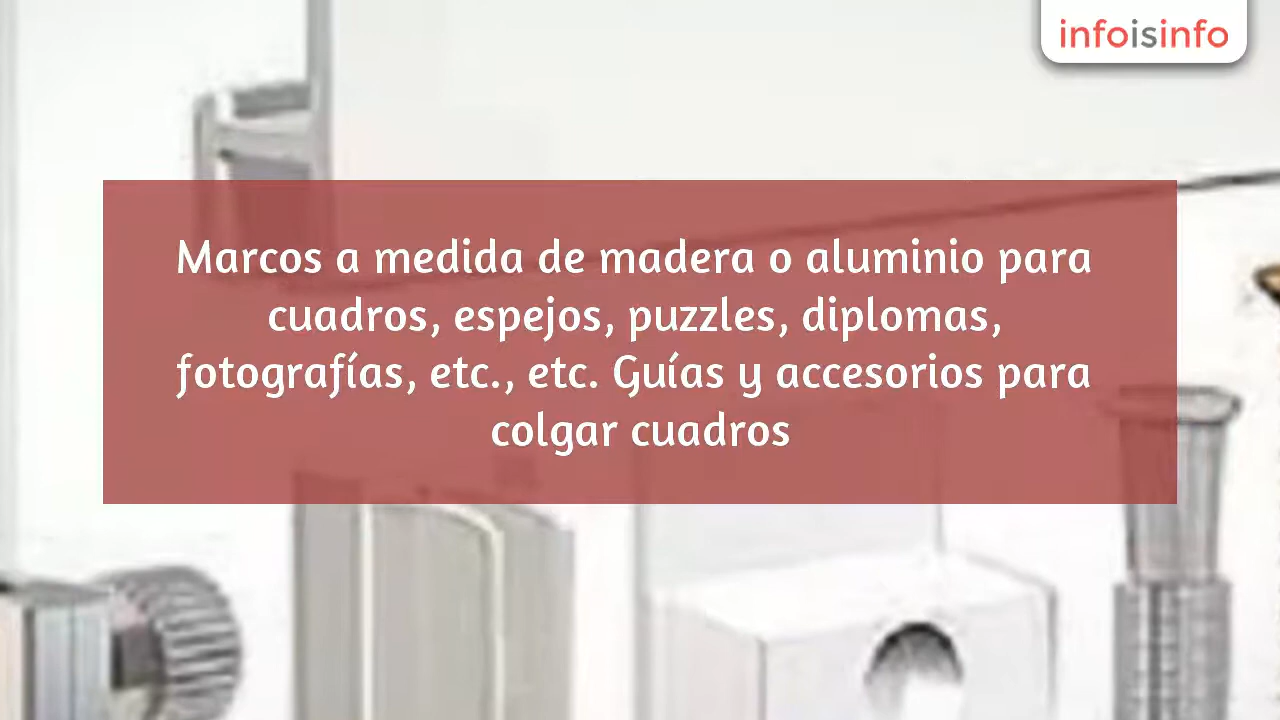 infoisinfo
Marcos a medida de madera o aluminio para
cuadros, espejos, puzzles, diplomas,
fotografías, etc., etc. Guías y accesorios para
colgar cuadros